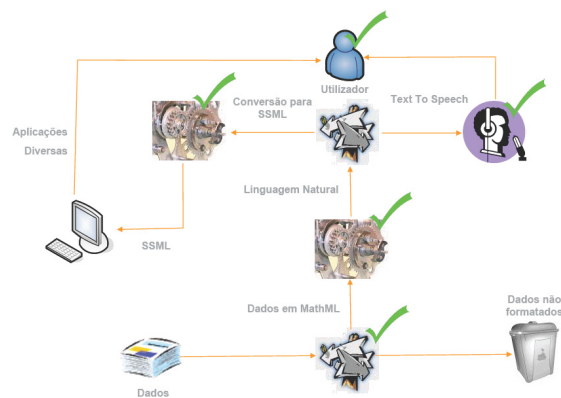 Utilizador
Conversão para
SSML
Text To Speech
Aplicações
Diversas
Linguagem Natural
SSML
Dados em MathML
Dados não
formatados
Dados